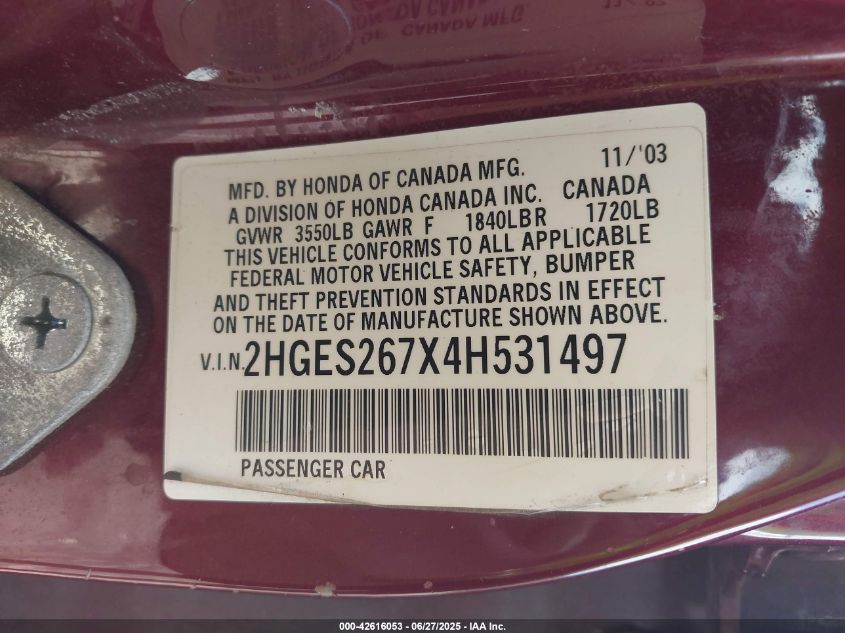 MFD. BY HONDA OF CANADA MFG. 11/'03
A DIVISION OF HONDA CANADA INC. CANADA
GVWR 3550LB GAWR F 1840LB R 1720LB
THIS VEHICLE CONFORMS TO ALL APPLICABLE
FEDERAL MOTOR VEHICLE SAFETY, BUMPER
AND THEFT PREVENTION STANDARDS IN EFFECT
ON THE DATE OF MANUFACTURE SHOWN ABOVE.
V.I.N. 2HGES267X4H531497
PASSENGER CAR
000-42616053 - 06/27/2025 - IAA Inc.